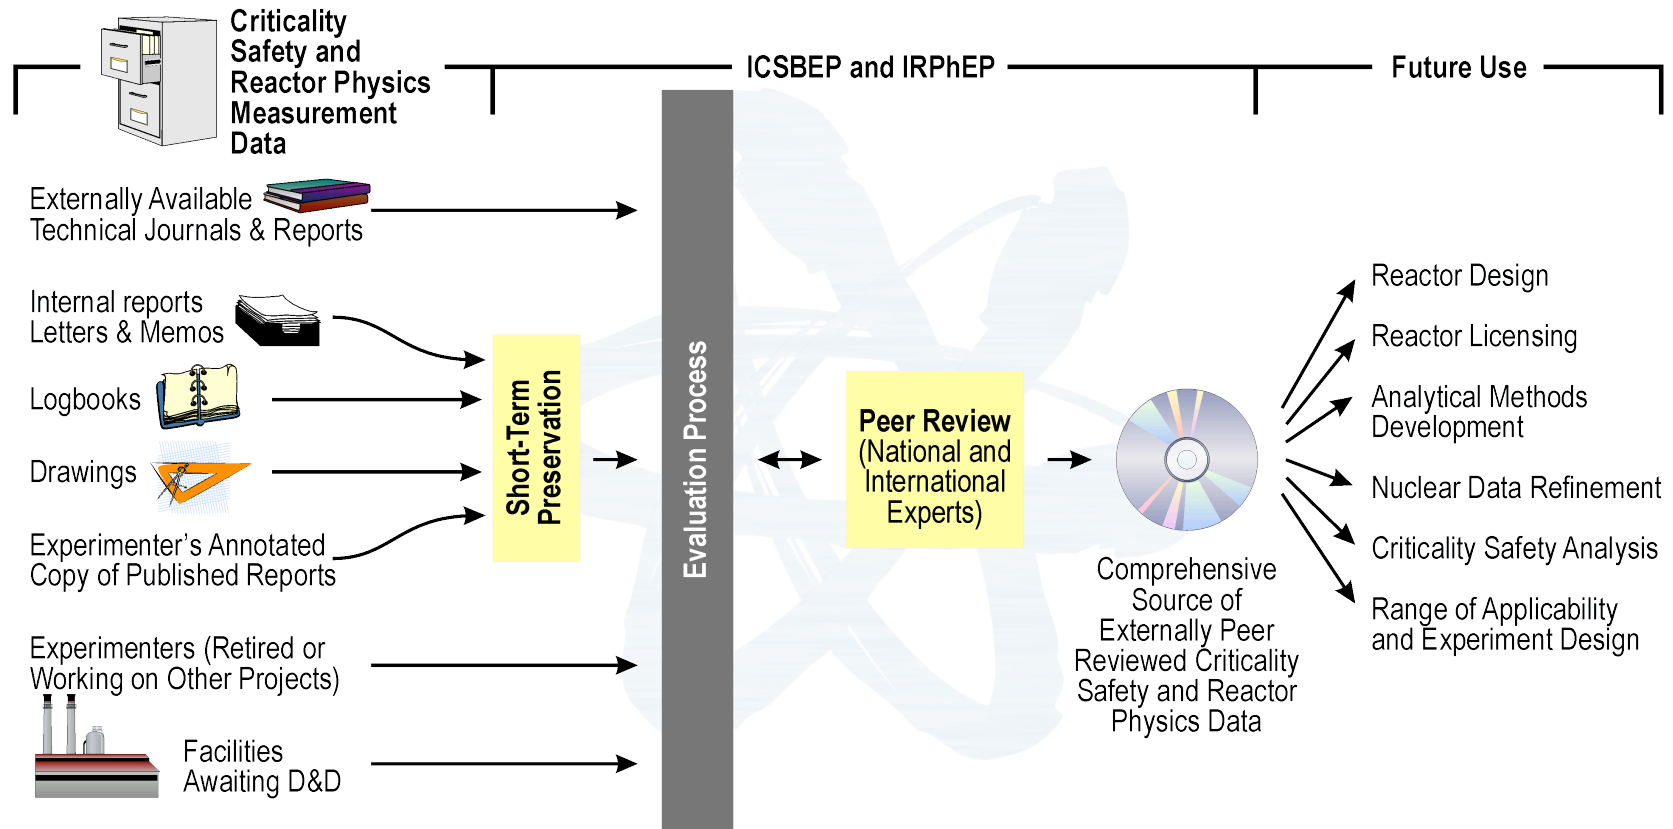 Criticality
Safety and
Reactor Physics
Measurement
Data
ICSBEP and IRPhEP
Future Use
Externally Available
Technical Journals & Reports
Internal reports
Letters & Memos
Logbooks
Drawings
Experimenter's Annotated
Copy of Published Reports
Experimenters (Retired or
Working on Other Projects)
Facilities
Awaiting D&D
Short-Term
Preservation
Evaluation Process
Peer Review
(National and
International
Experts)
Comprehensive
Source of
Externally Peer
Reviewed Criticality
Safety and Reactor
Physics Data
Reactor Design
Reactor Licensing
Analytical Methods
Development
Nuclear Data Refinement
Criticality Safety Analysis
Range of Applicability
and Experiment Design